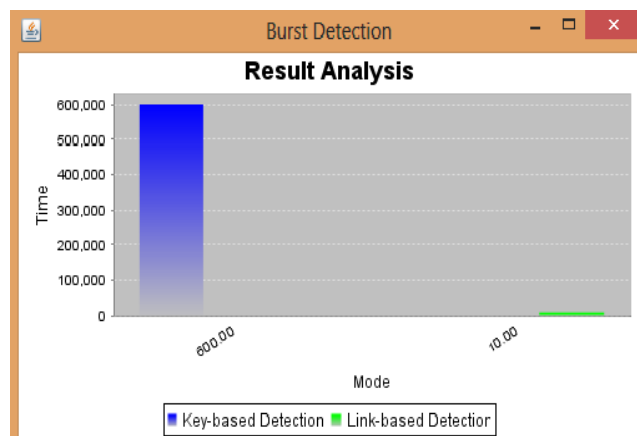 Burst Detection
Result Analysis
Time
600,000
500,000
400,000
300,000
200,000
100,000
0
600.00
10.00
Mode
Key-based Detection
Link-based Detection